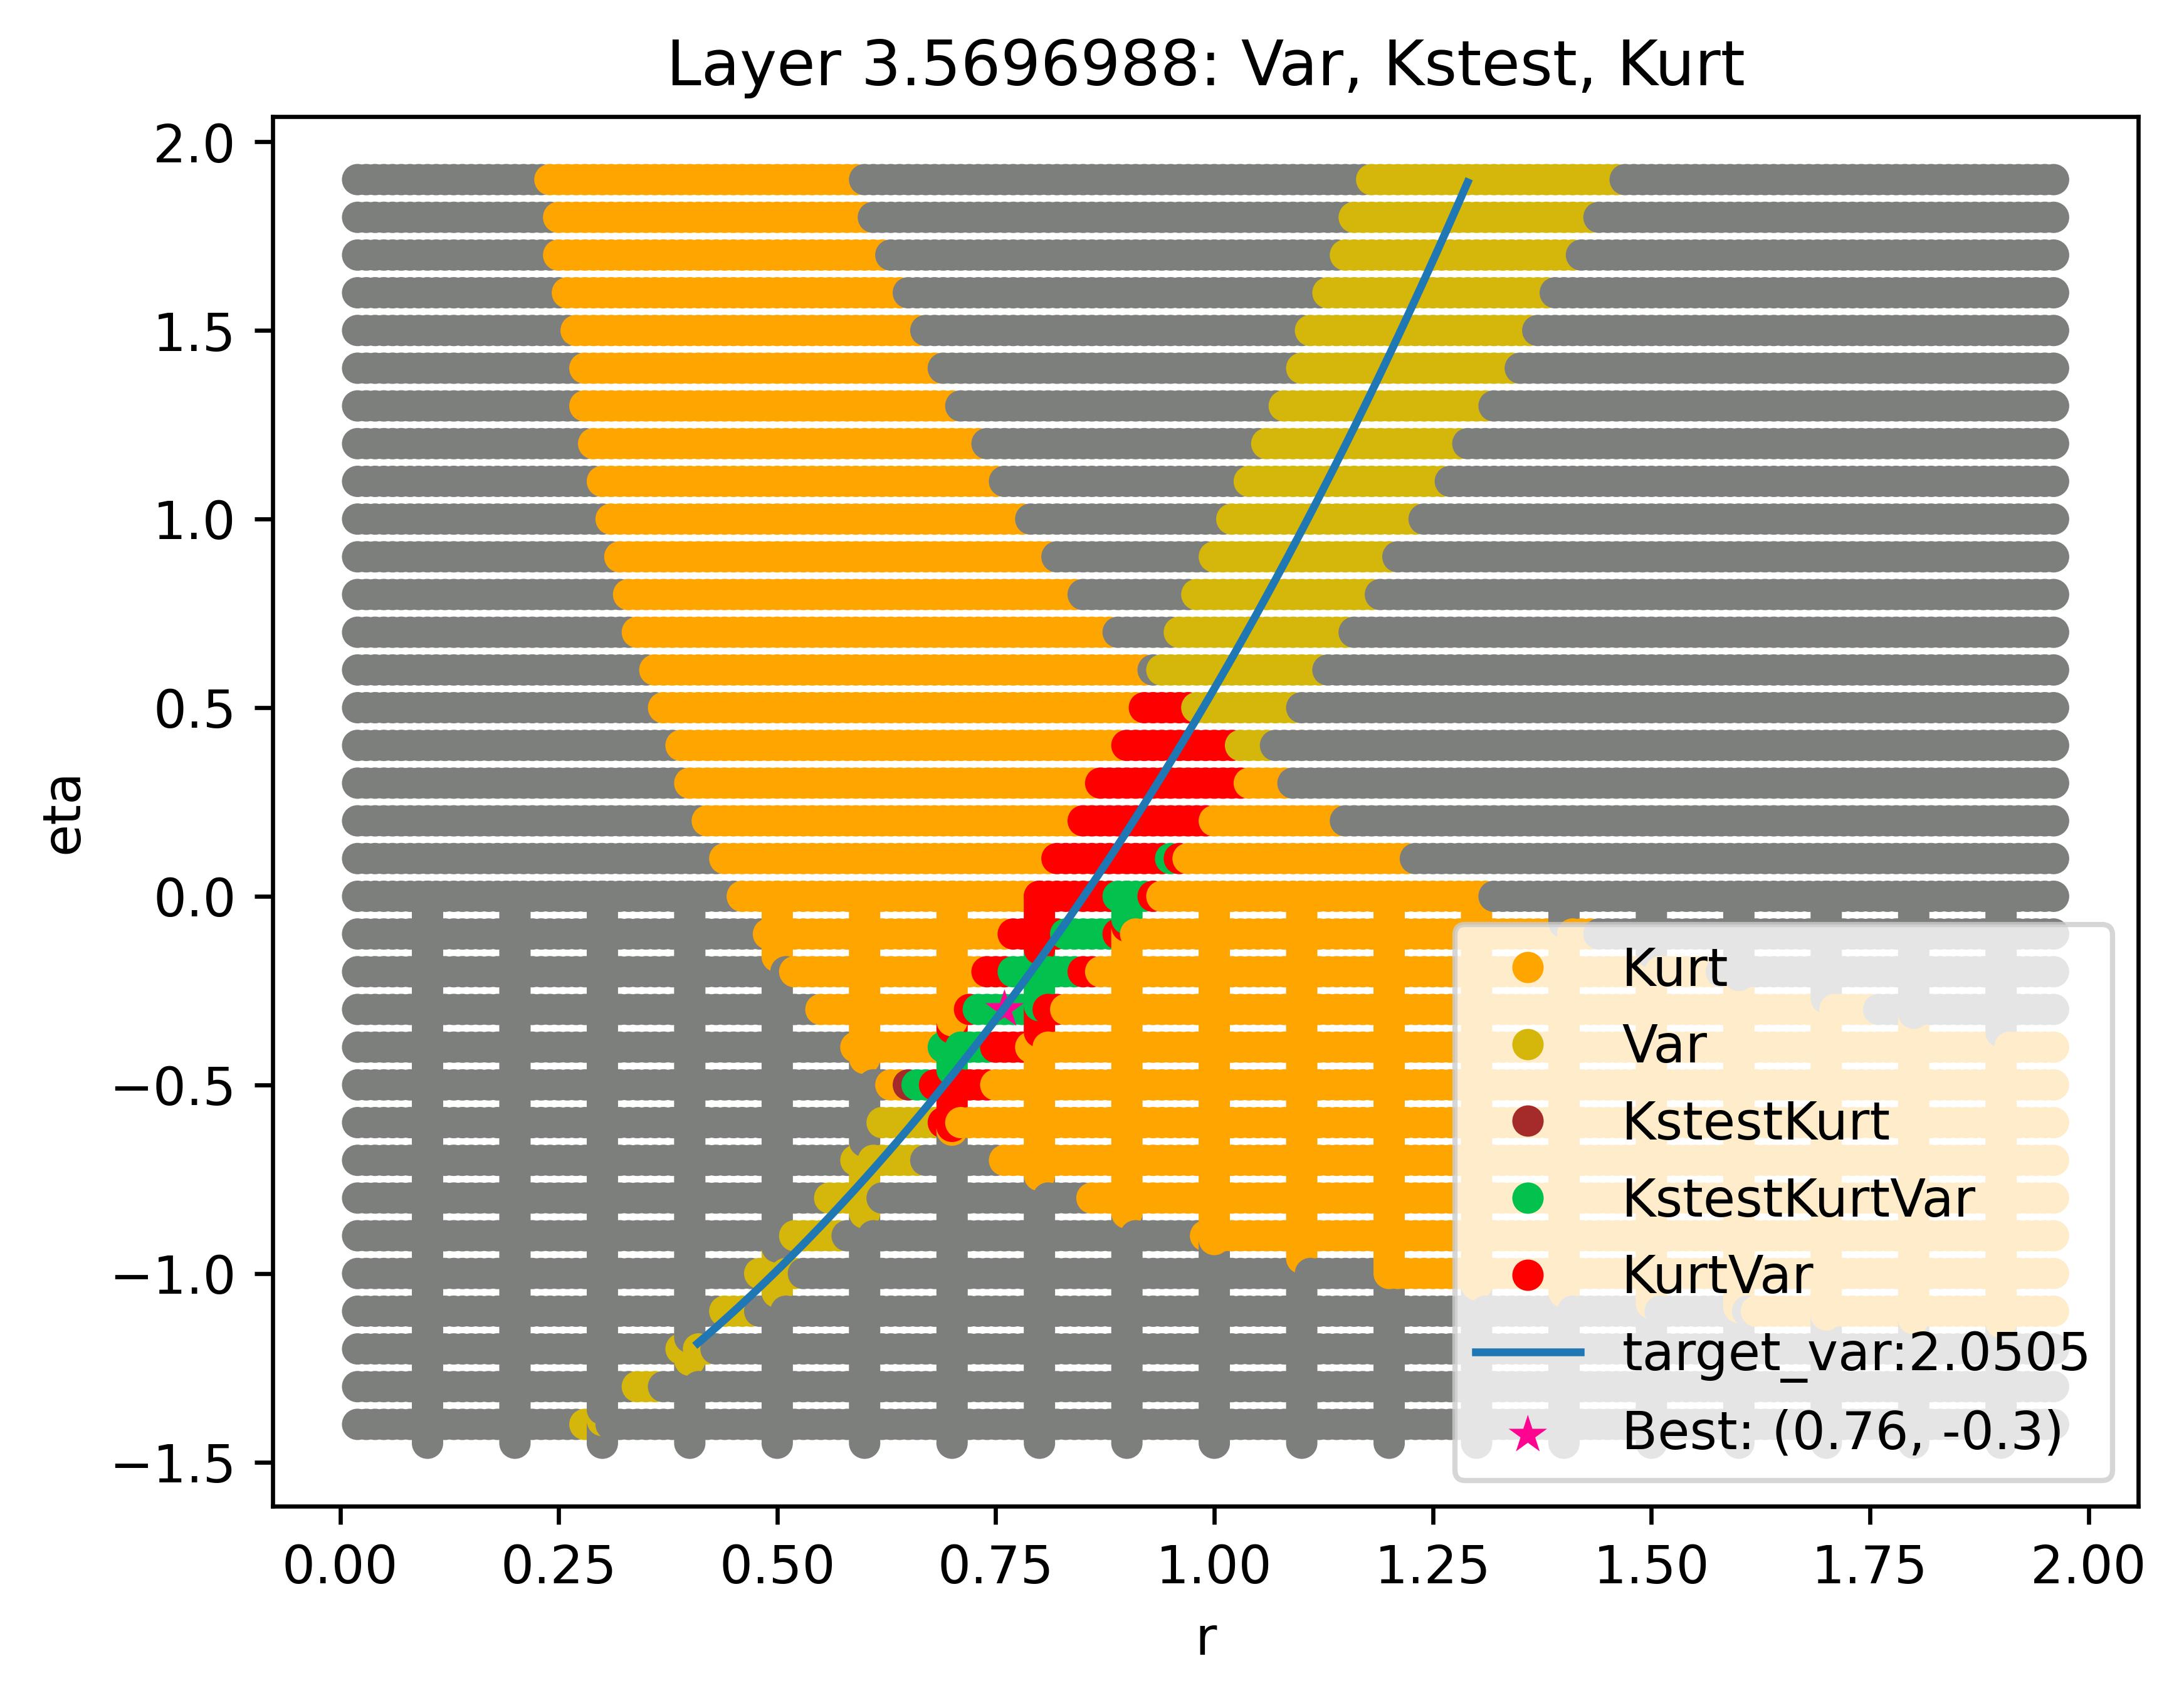 Layer 3.5696988: Var, Kstest, Kurt
2.0
1.5
1.0
0.5
0.0
−0.5
−1.0
−1.5
eta
Kurt
Var
KstestKurt
KstestKurtVar
KurtVar
target_var:2.0505
Best: (0.76, -0.3)
0.00 0.25 0.50 0.75 1.00 1.25 1.50 1.75 2.00
r